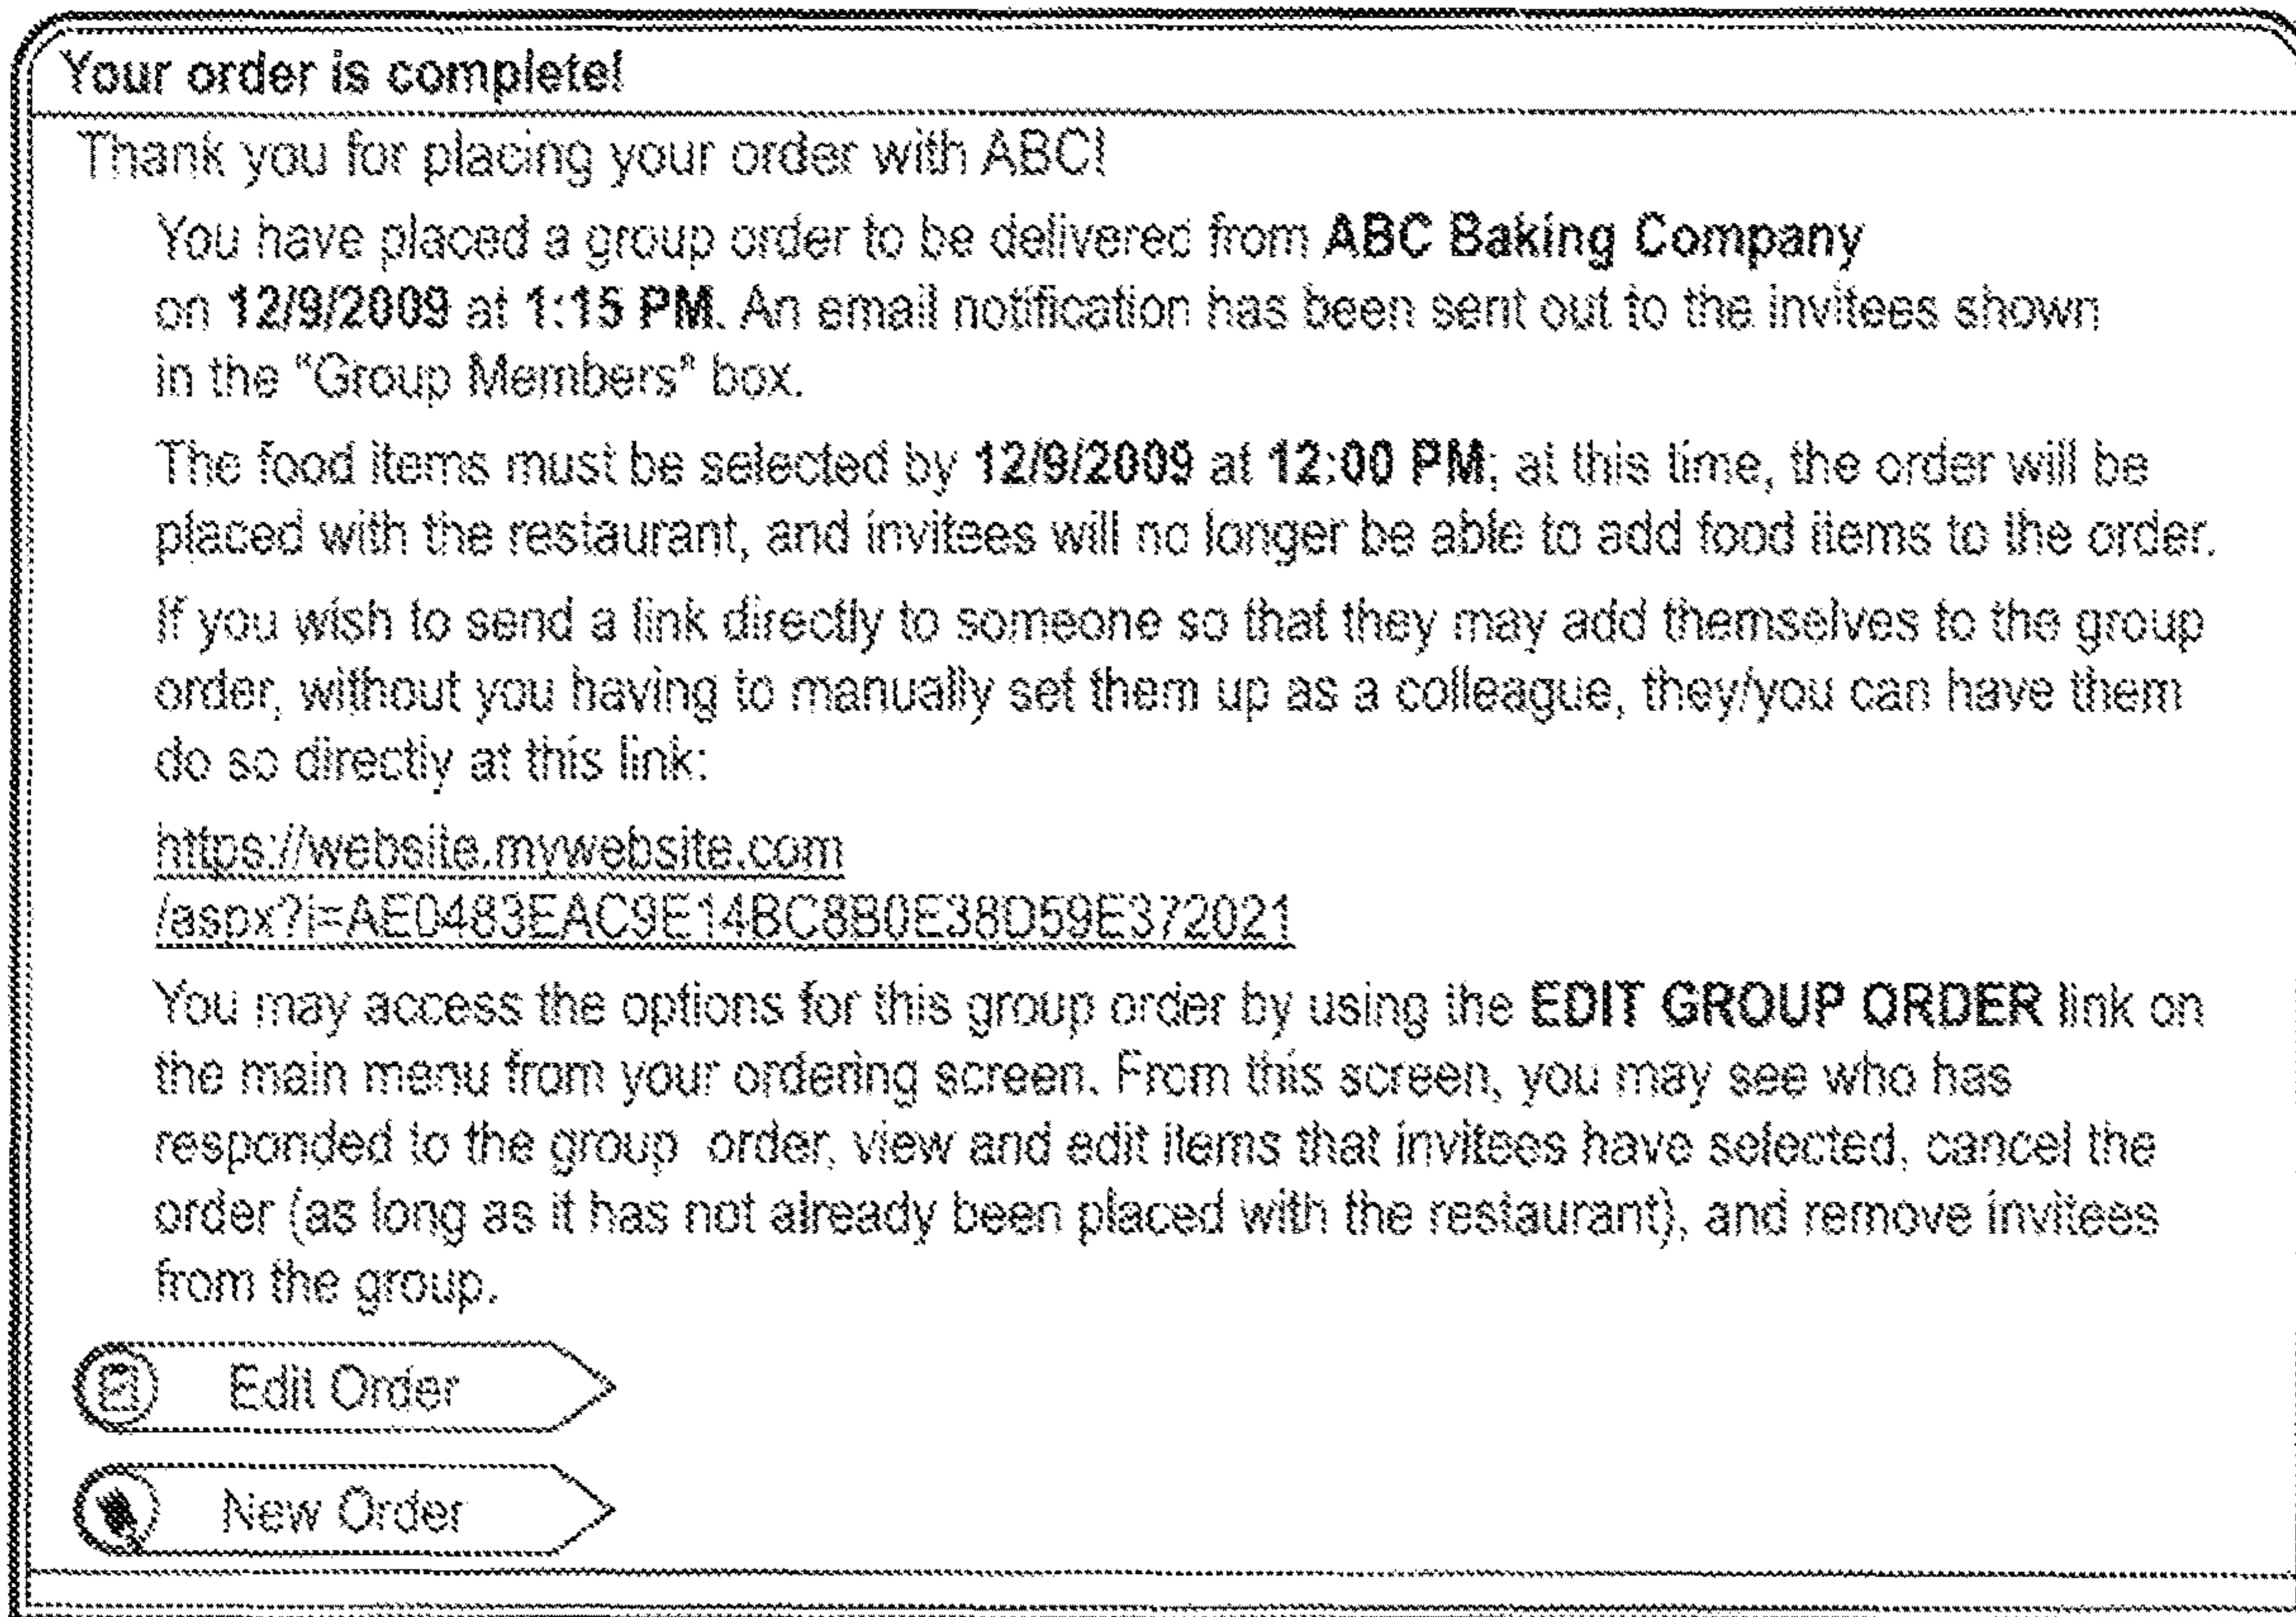 Your order is complete!
Thank you for placing your order with ABC!
You have placed a group order to be delivered from ABC Baking Company
on 12/9/2009 at 1:15 PM. An email notification has been sent out to the invitees shown
in the "Group Members" box.
The food items must be selected by 12/9/2009 at 12:00 PM; at this time, the order will be
placed with the restaurant, and invitees will no longer be able to add food items to the order.
If you wish to send a link directly to someone so that they may add themselves to the group
order, without you having to manually set them up as a colleague, they/you can have them
do so directly at this link:
https://website.mywebsite.com
/aspx?i=AE0483EAC9E14BC8B0E38D59E372021
You may access the options for this group order by using the EDIT GROUP ORDER link on
the main menu from your ordering screen. From this screen, you may see who has
responded to the group order, view and edit items that invitees have selected, cancel the
order (as long as it has not already been placed with the restaurant), and remove invitees
from the group.
Edit Order
New Order